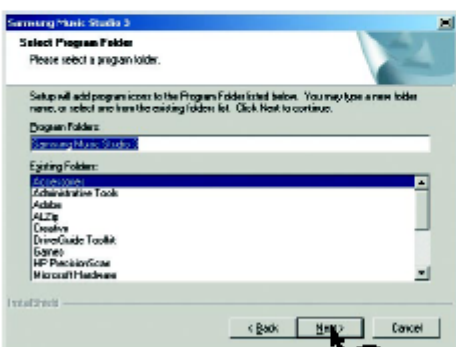 Samsung Music Studio 3
Select Program Folder
Please select a program folder.
Setup will add program icons to the Program Folder listed below. You may type a new folder
name, or select one from the existing folders list. Click Next to continue.
Program Folders:
Samsung Music Studio 3
Existing Folders:
Accessories
Administrative Tools
Adobe
ALZip
Creative
DriverGuide Toolkit
Games
HP PrecisionScan
Microsoft Hardware
InstallShield
< Back
Next >
Cancel